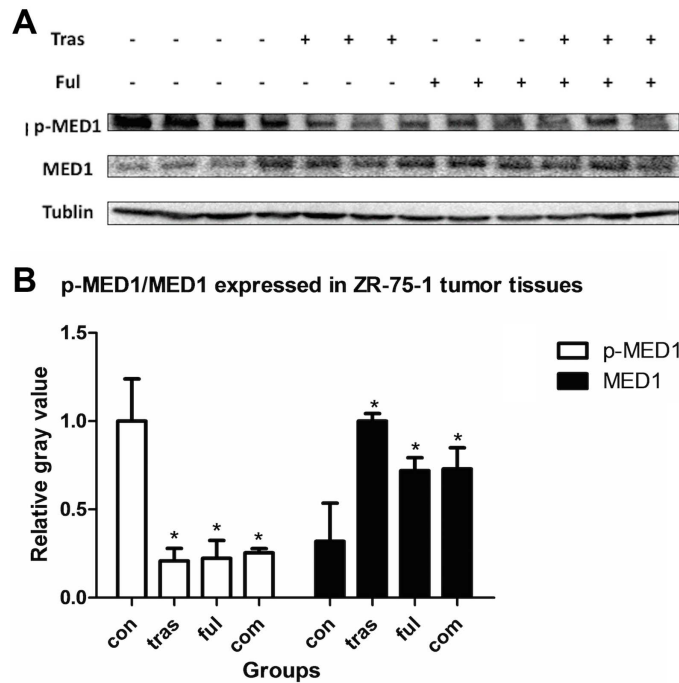 A
Tras - - - - + + + - - - + + +
Ful - - - - - - - + + + + + +
p-MED1
MED1
Tublin
B p-MED1/MED1 expressed in ZR-75-1 tumor tissues
1.5
1.0
0.5
0.0
Relative gray value
p-MED1
MED1
* * * * * *
con tras ful com con tras ful com
Groups